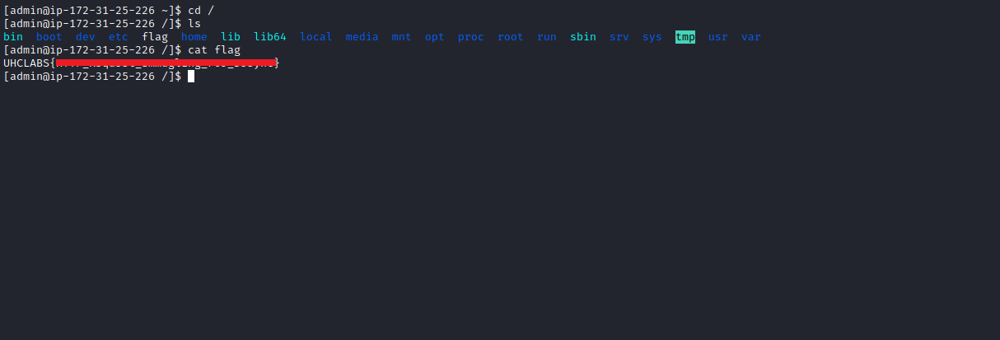 [admin@ip-172-31-25-226 ~]$ cd /
[admin@ip-172-31-25-226 /]$ ls
bin boot dev etc flag home lib lib64 local media mnt opt proc root run sbin srv sys tmp usr var
[admin@ip-172-31-25-226 /]$ cat flag
UHCLABS{ }
[admin@ip-172-31-25-226 /]$